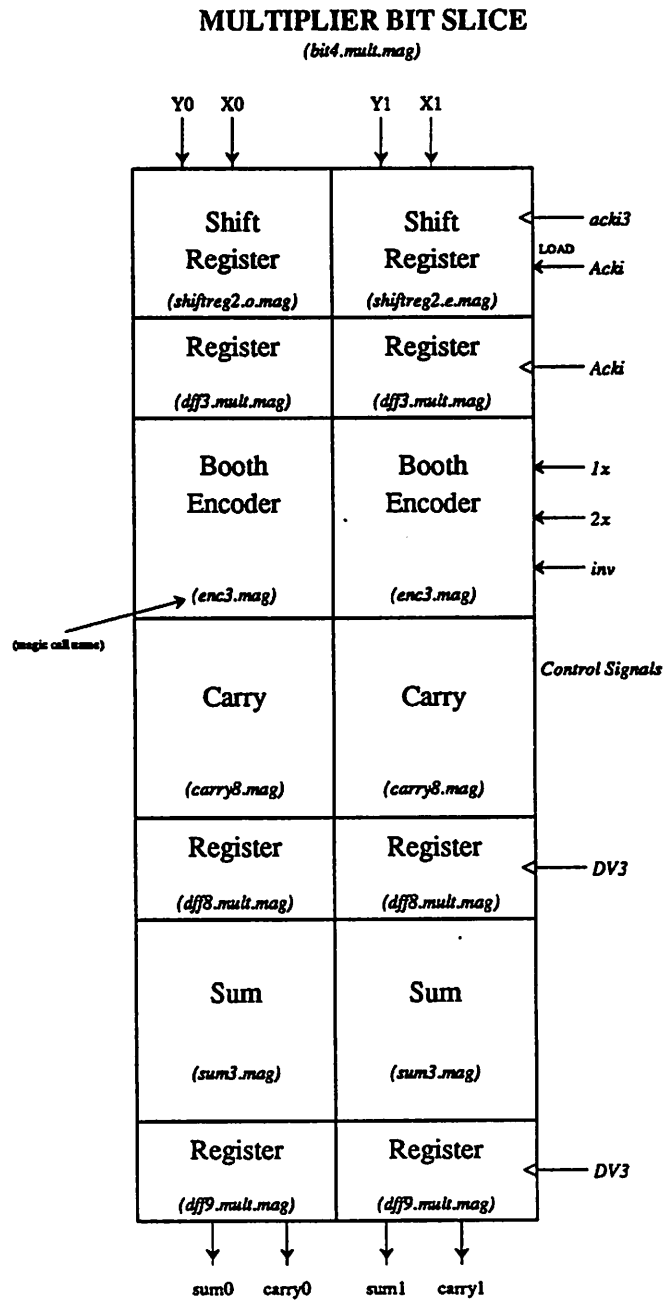 MULTIPLIER BIT SLICE
(bit4.mult.mag)
Y0 X0 Y1 X1
Shift Register (shiftreg2.o.mag)
Shift Register (shiftreg2.e.mag)
acki3
LOAD
Acki
Register (dff3.mult.mag)
Register (dff3.mult.mag)
Acki
Booth Encoder (enc3.mag)
Booth Encoder (enc3.mag)
1x
2x
inv
(magic cell name)
Control Signals
Carry (carry8.mag)
Carry (carry8.mag)
Register (dff8.mult.mag)
Register (dff8.mult.mag)
DV3
Sum (sum3.mag)
Sum (sum3.mag)
Register (dff9.mult.mag)
Register (dff9.mult.mag)
DV3
sum0 carry0 sum1 carry1